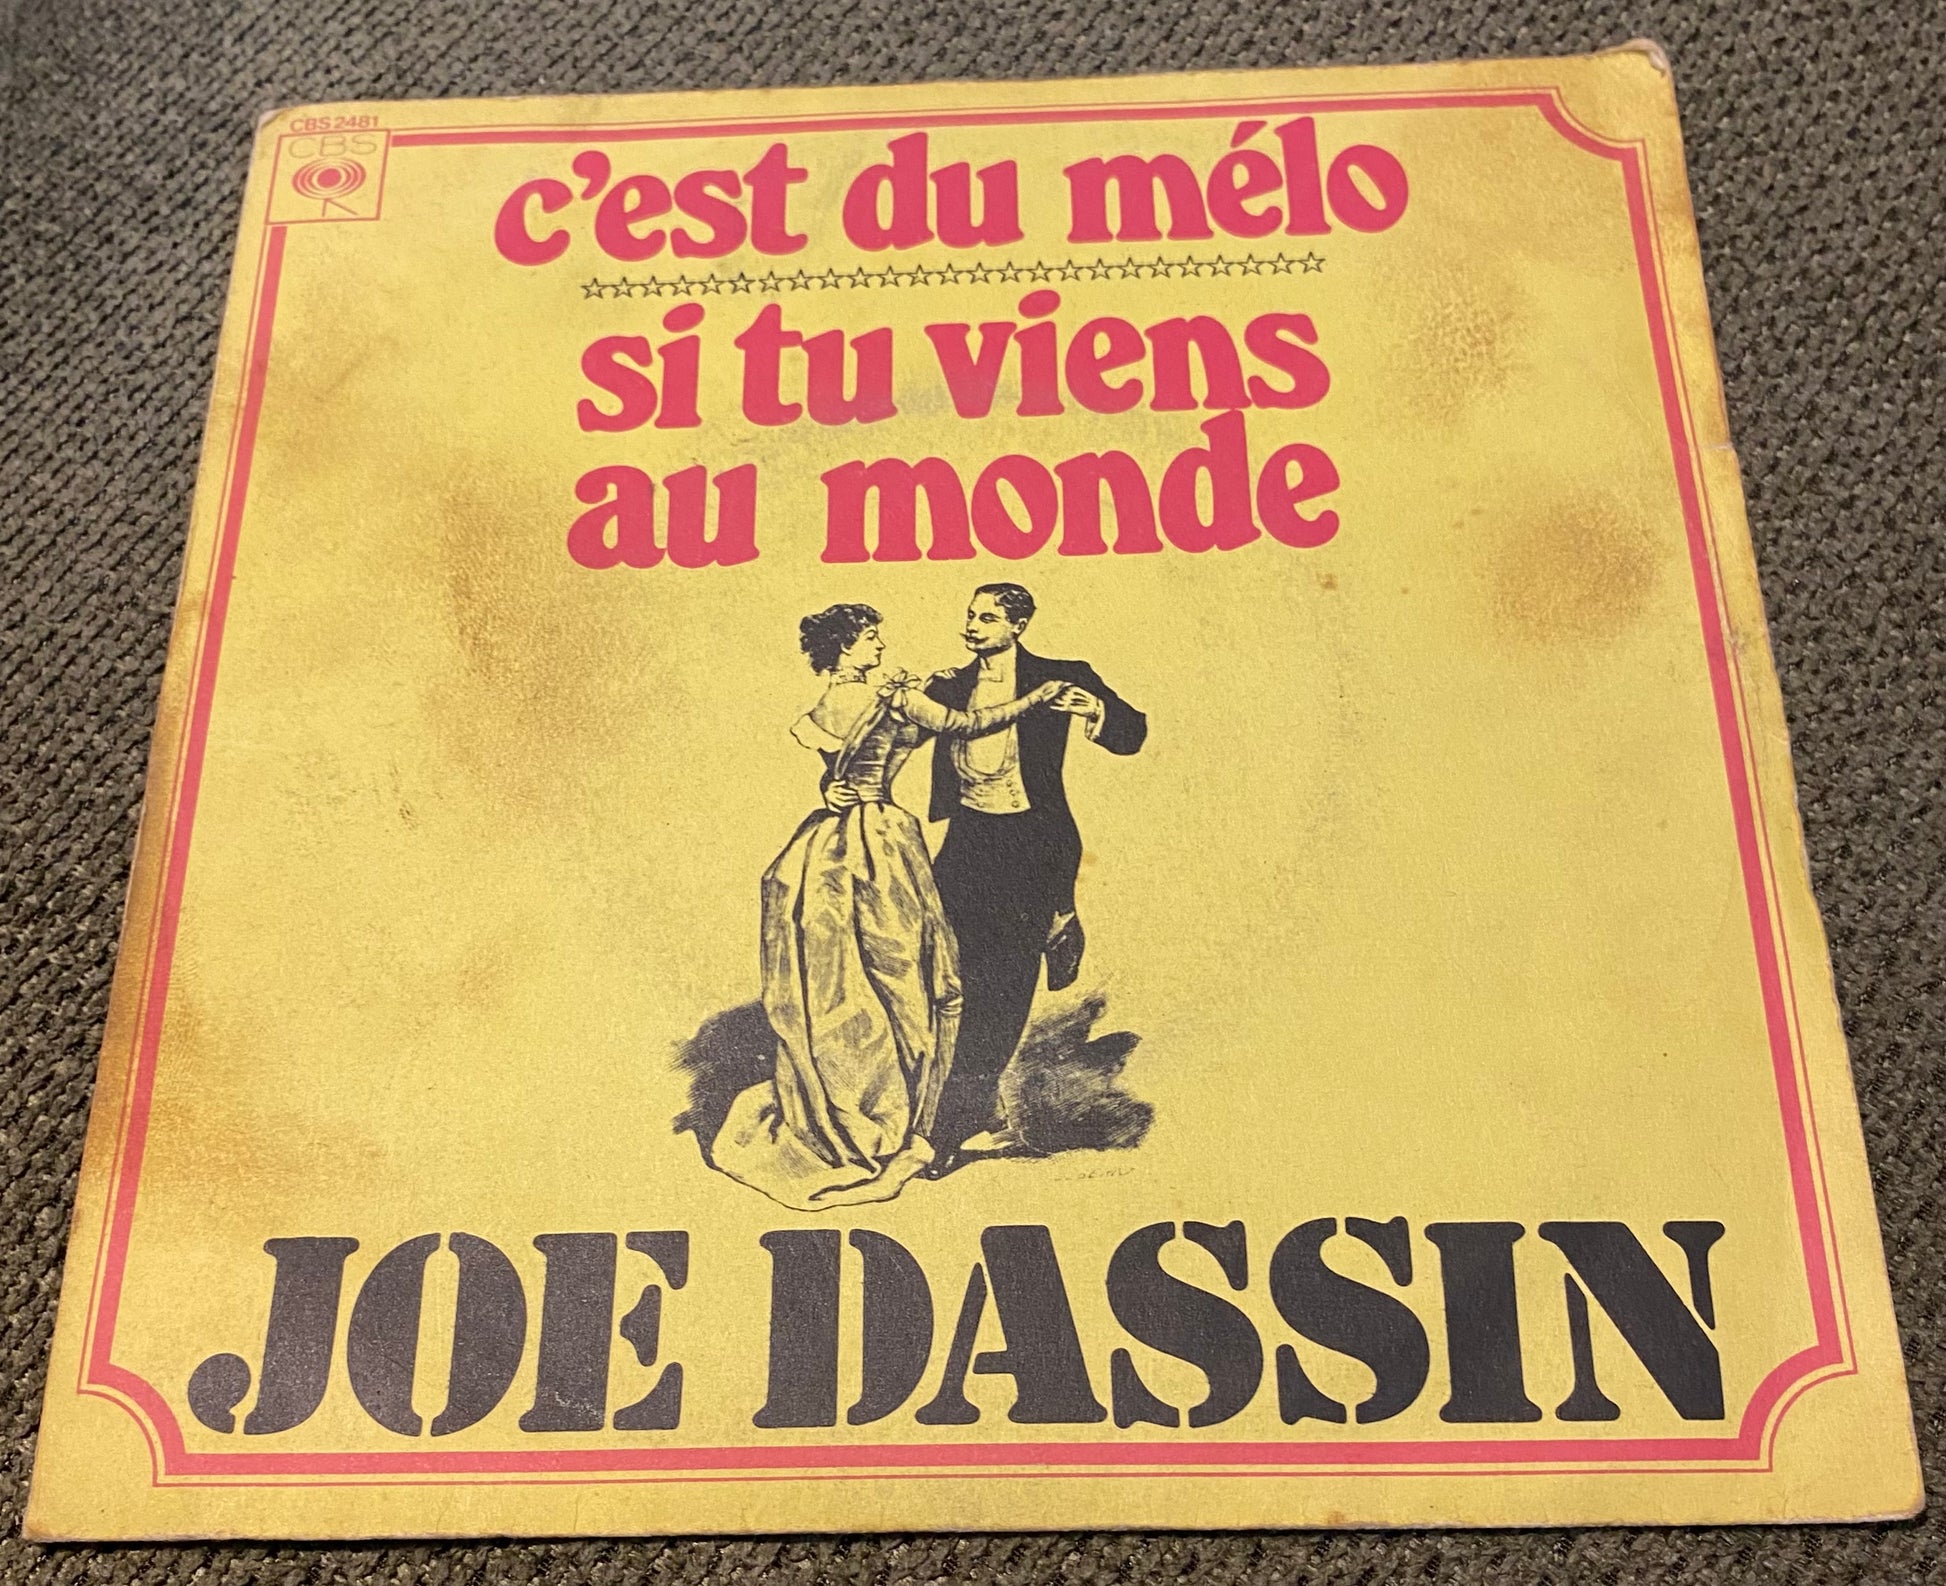 CBS 2481
CBS
c'est du mélo
si tu viens
au monde
JOE DASSIN